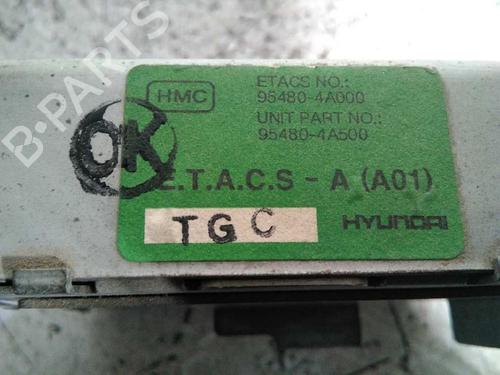 HMC
ETACS NO.:
95480-4A000
UNIT PART NO.:
95480-4A500
OK
E.T.A.C.S - A (A01)
TGC
HYUNDAI
B-PARTS